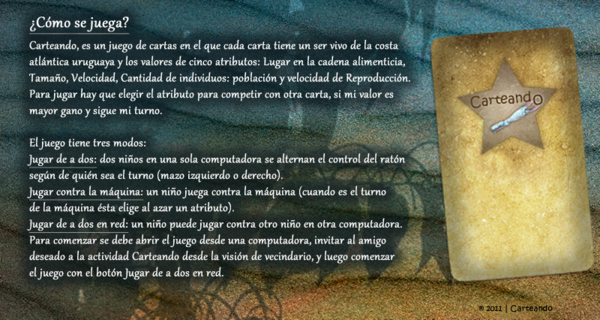 ¿Cómo se juega?
Carteando, es un juego de cartas en el que cada carta tiene un ser vivo de la costa
atlántica uruguaya y los valores de cinco atributos: Lugar en la cadena alimenticia,
Tamaño, Velocidad, Cantidad de individuos: población y velocidad de Reproducción.
Para jugar hay que elegir el atributo para competir con otra carta, si mi valor es
mayor gano y sigue mi turno.
El juego tiene tres modos:
Jugar de a dos: dos niños en una sola computadora se alternan el control del ratón
según de quién sea el turno (mazo izquierdo o derecho).
Jugar contra la máquina: un niño juega contra la máquina (cuando es el turno
de la máquina ésta elige al azar un atributo).
Jugar de a dos en red: un niño puede jugar contra otro niño en otra computadora.
Para comenzar se debe abrir el juego desde una computadora, invitar al amigo
deseado a la actividad Carteando desde la visión de vecindario, y luego comenzar
el juego con el botón Jugar de a dos en red.
Carteando
® 2011 | Carteando